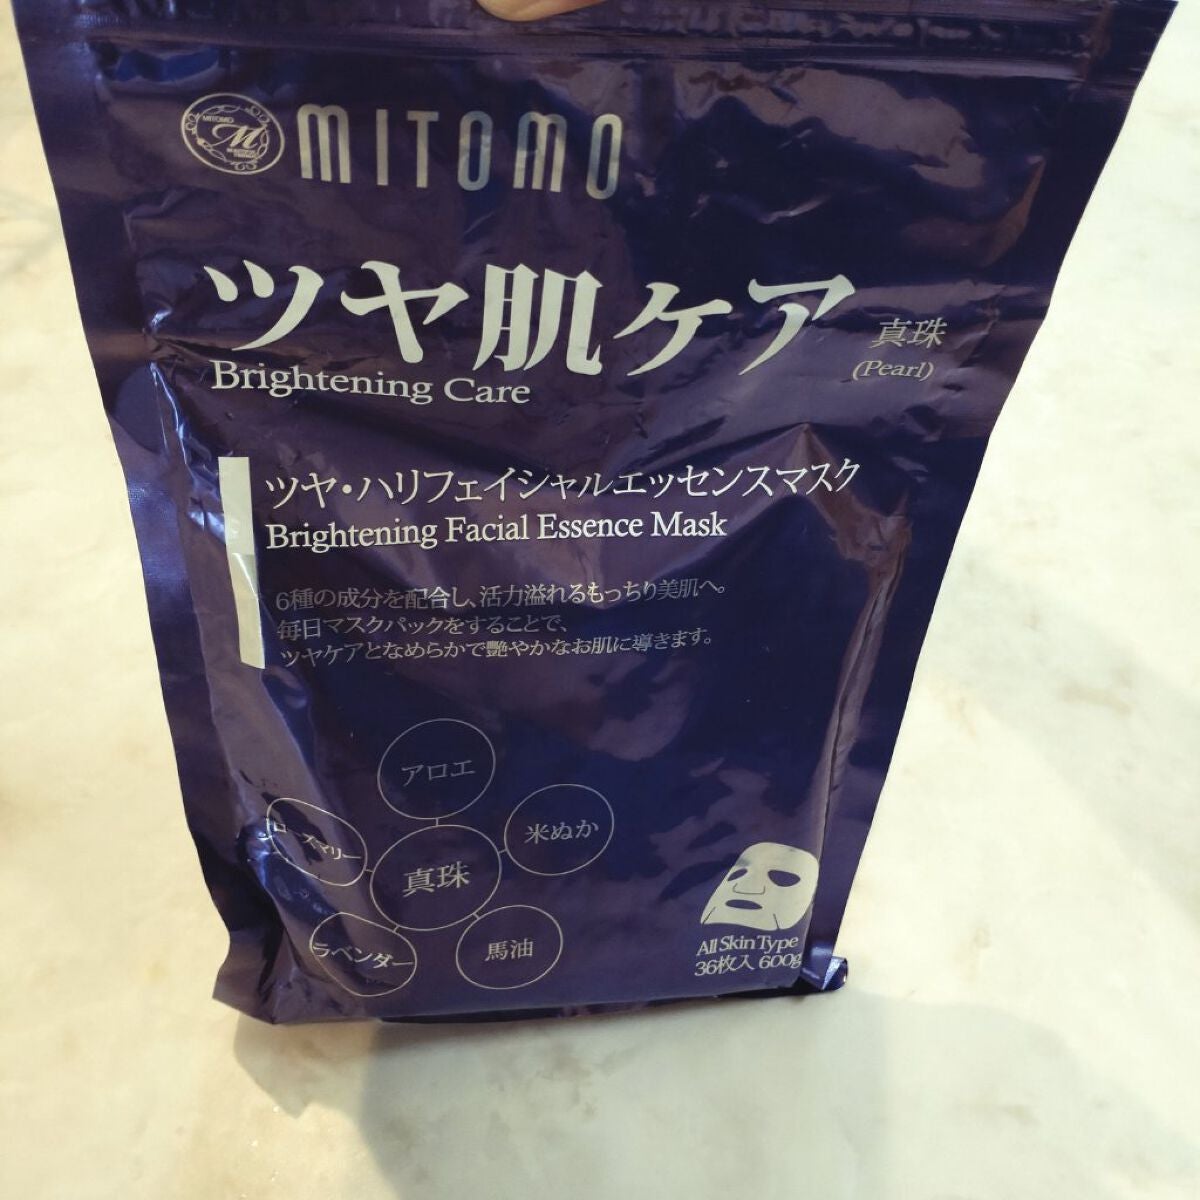 MITOMO
MITOMO
M
ツヤ肌ケア
真珠
(Pearl)
Brightening Care
ツヤ・ハリフェイシャルエッセンスマスク
Brightening Facial Essence Mask
6種の成分を配合し、活力溢れるもっちり美肌へ。
毎日マスクパックをすることで、
ツヤケアとなめらかで艶やかなお肌に導きます。
アロエ
米ぬか
ローズマリー
真珠
ラベンダー
馬油
All Skin Type
36枚入 600g